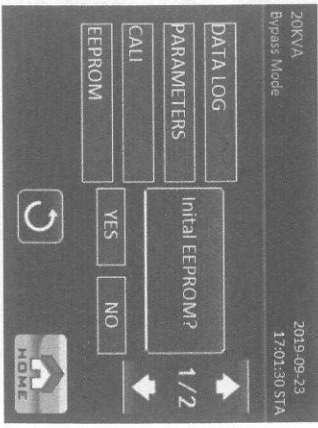 20KVA
Bypass Mode
2019-09-23
17:01:30 STA
DATA LOG
PARAMETERS
CALI
EEPROM
Inital EEPROM?
YES
NO
1/2
HOME